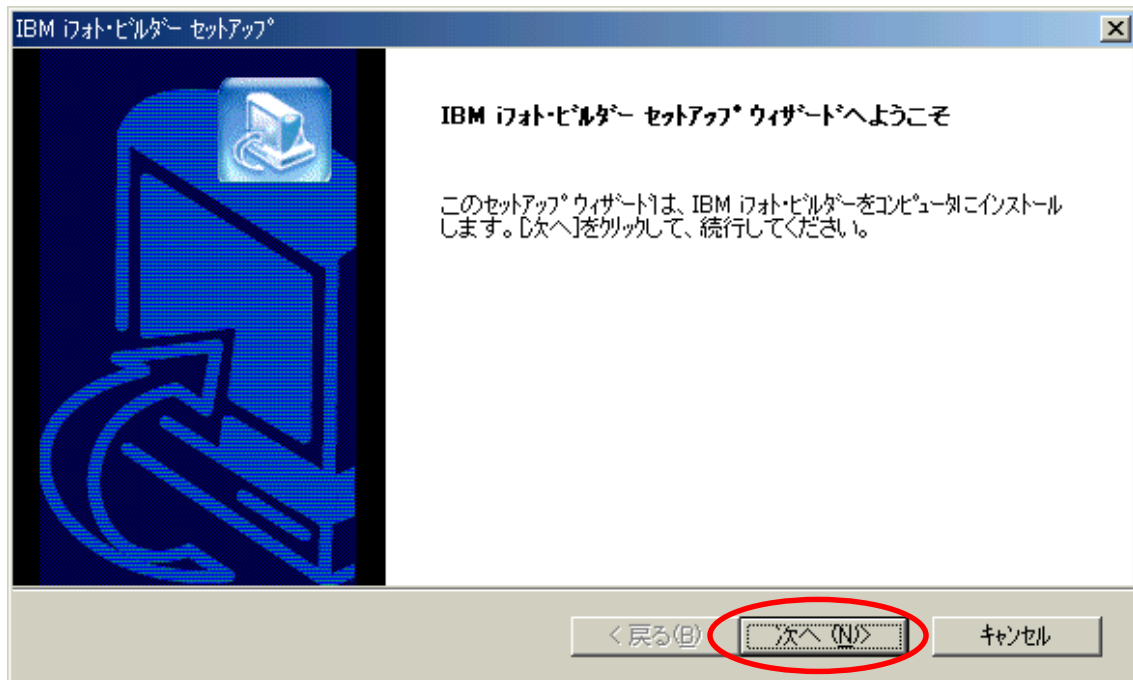 IBM iﾌｫﾄ･ﾋﾞﾙﾀﾞｰ ｾｯﾄｱｯﾌﾟ
IBM iﾌｫﾄ･ﾋﾞﾙﾀﾞｰ ｾｯﾄｱｯﾌﾟ ｳｨｻﾞｰﾄﾞへようこそ
このｾｯﾄｱｯﾌﾟ ｳｨｻﾞｰﾄﾞは、IBM iﾌｫﾄ･ﾋﾞﾙﾀﾞｰをｺﾝﾋﾟｭｰﾀにインストール
します。[次へ]をｸﾘｯｸして、続行してください。
< 戻る(B)
次へ (N)>
ｷｬﾝｾﾙ